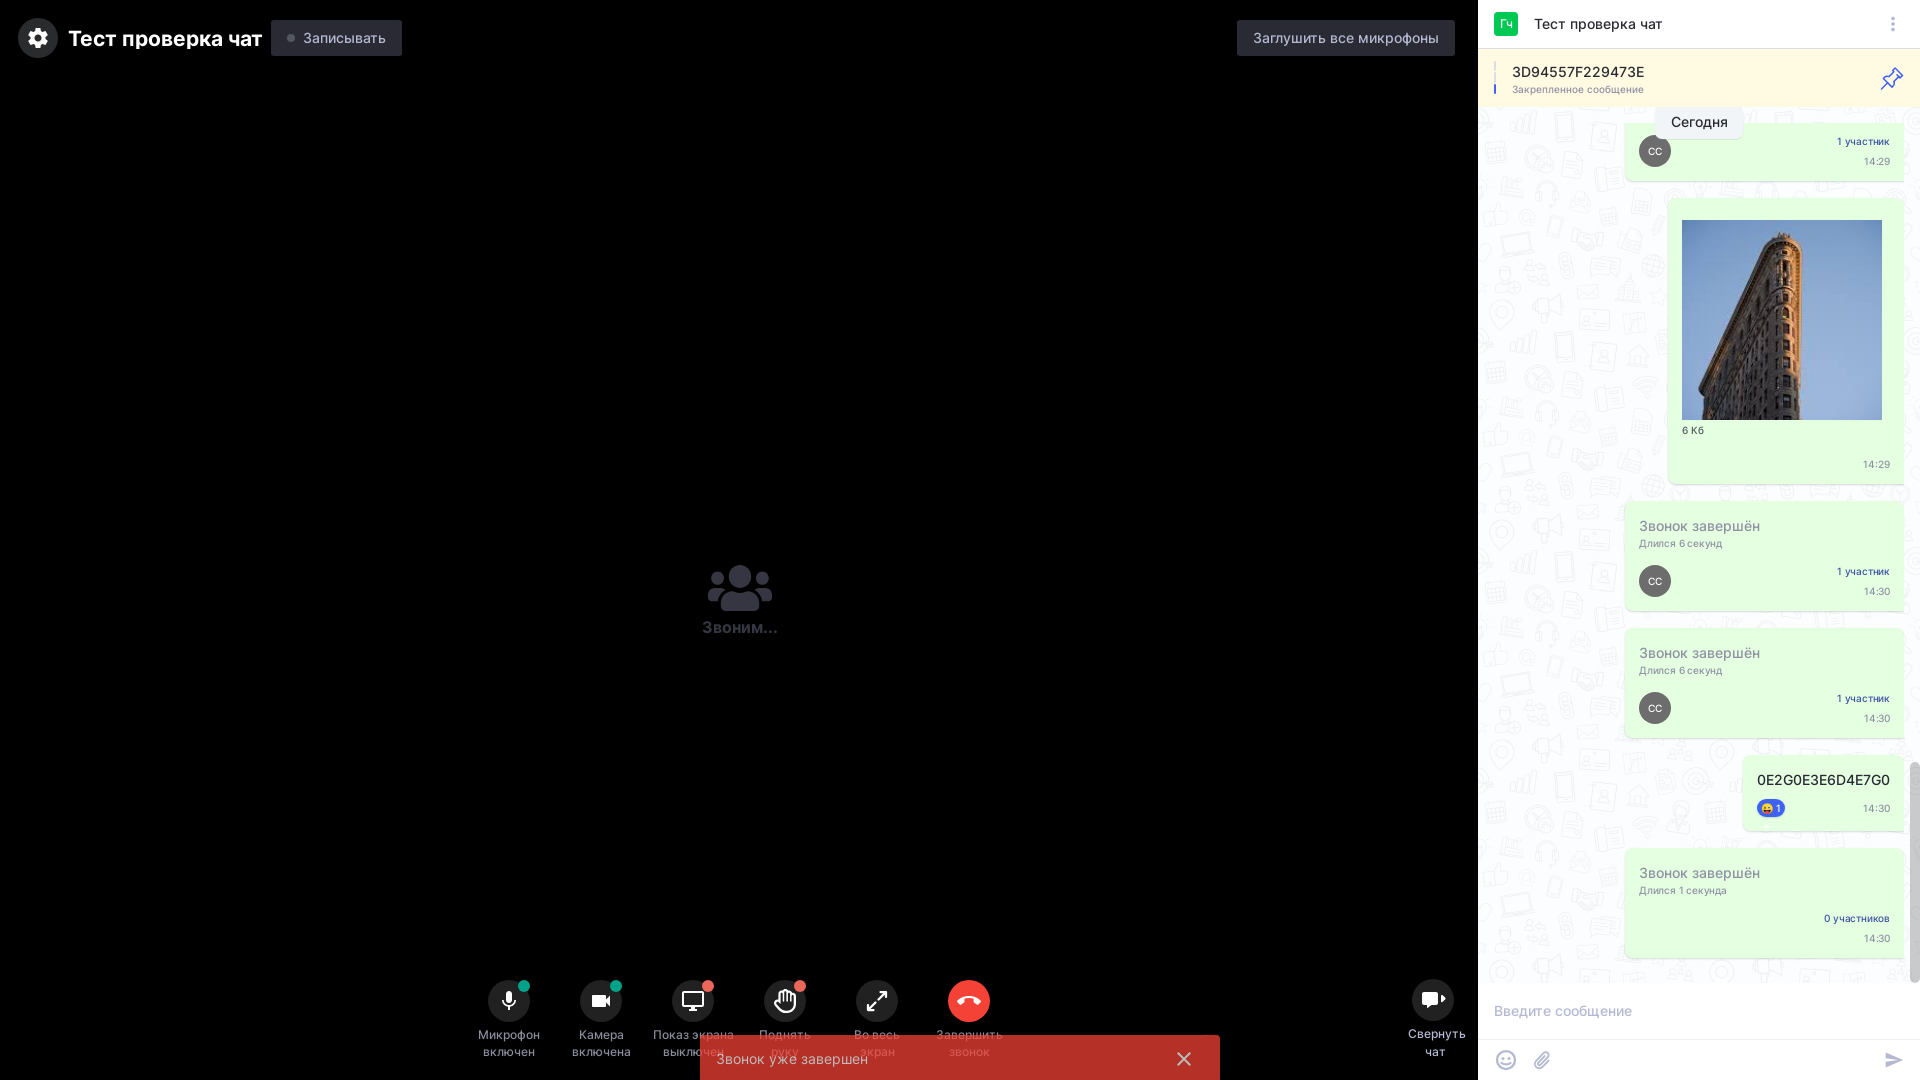 Тест проверка чат
Записывать
Заглушить все микрофоны
Звоним...
Микрофон
включен
Камера
включена
Показ экрана
выключен
Поднять
руку
Во весь
экран
Завершить
звонок
Свернуть
чат
Звонок уже завершен
Гч
Тест проверка чат
3D94557F229473E
Закрепленное сообщение
Сегодня
СС
1 участник
14:29
6 Кб
14:29
Звонок завершён
Длился 6 секунд
СС
1 участник
14:30
Звонок завершён
Длился 6 секунд
СС
1 участник
14:30
0E2G0E3E6D4E7G0
1
14:30
Звонок завершён
Длился 1 секунда
0 участников
14:30
Введите сообщение